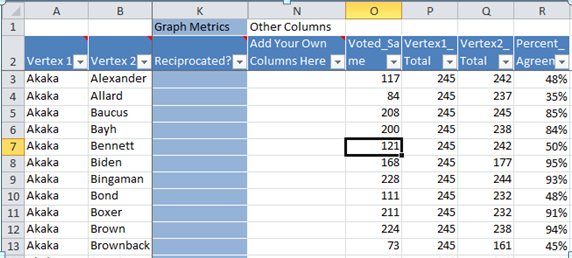 A B K N O P Q R
1 Graph Metrics Other Columns
2 Vertex 1 Vertex 2 Reciprocated? Add Your Own Columns Here Voted_Same Vertex1_Total Vertex2_Total Percent_Agreen
3 Akaka Alexander 117 245 242 48%
4 Akaka Allard 84 245 237 35%
5 Akaka Baucus 208 245 245 85%
6 Akaka Bayh 200 245 238 84%
7 Akaka Bennett 121 245 242 50%
8 Akaka Biden 168 245 177 95%
9 Akaka Bingaman 228 245 244 93%
10 Akaka Bond 111 245 232 48%
11 Akaka Boxer 211 245 232 91%
12 Akaka Brown 224 245 238 94%
13 Akaka Brownback 73 245 161 45%